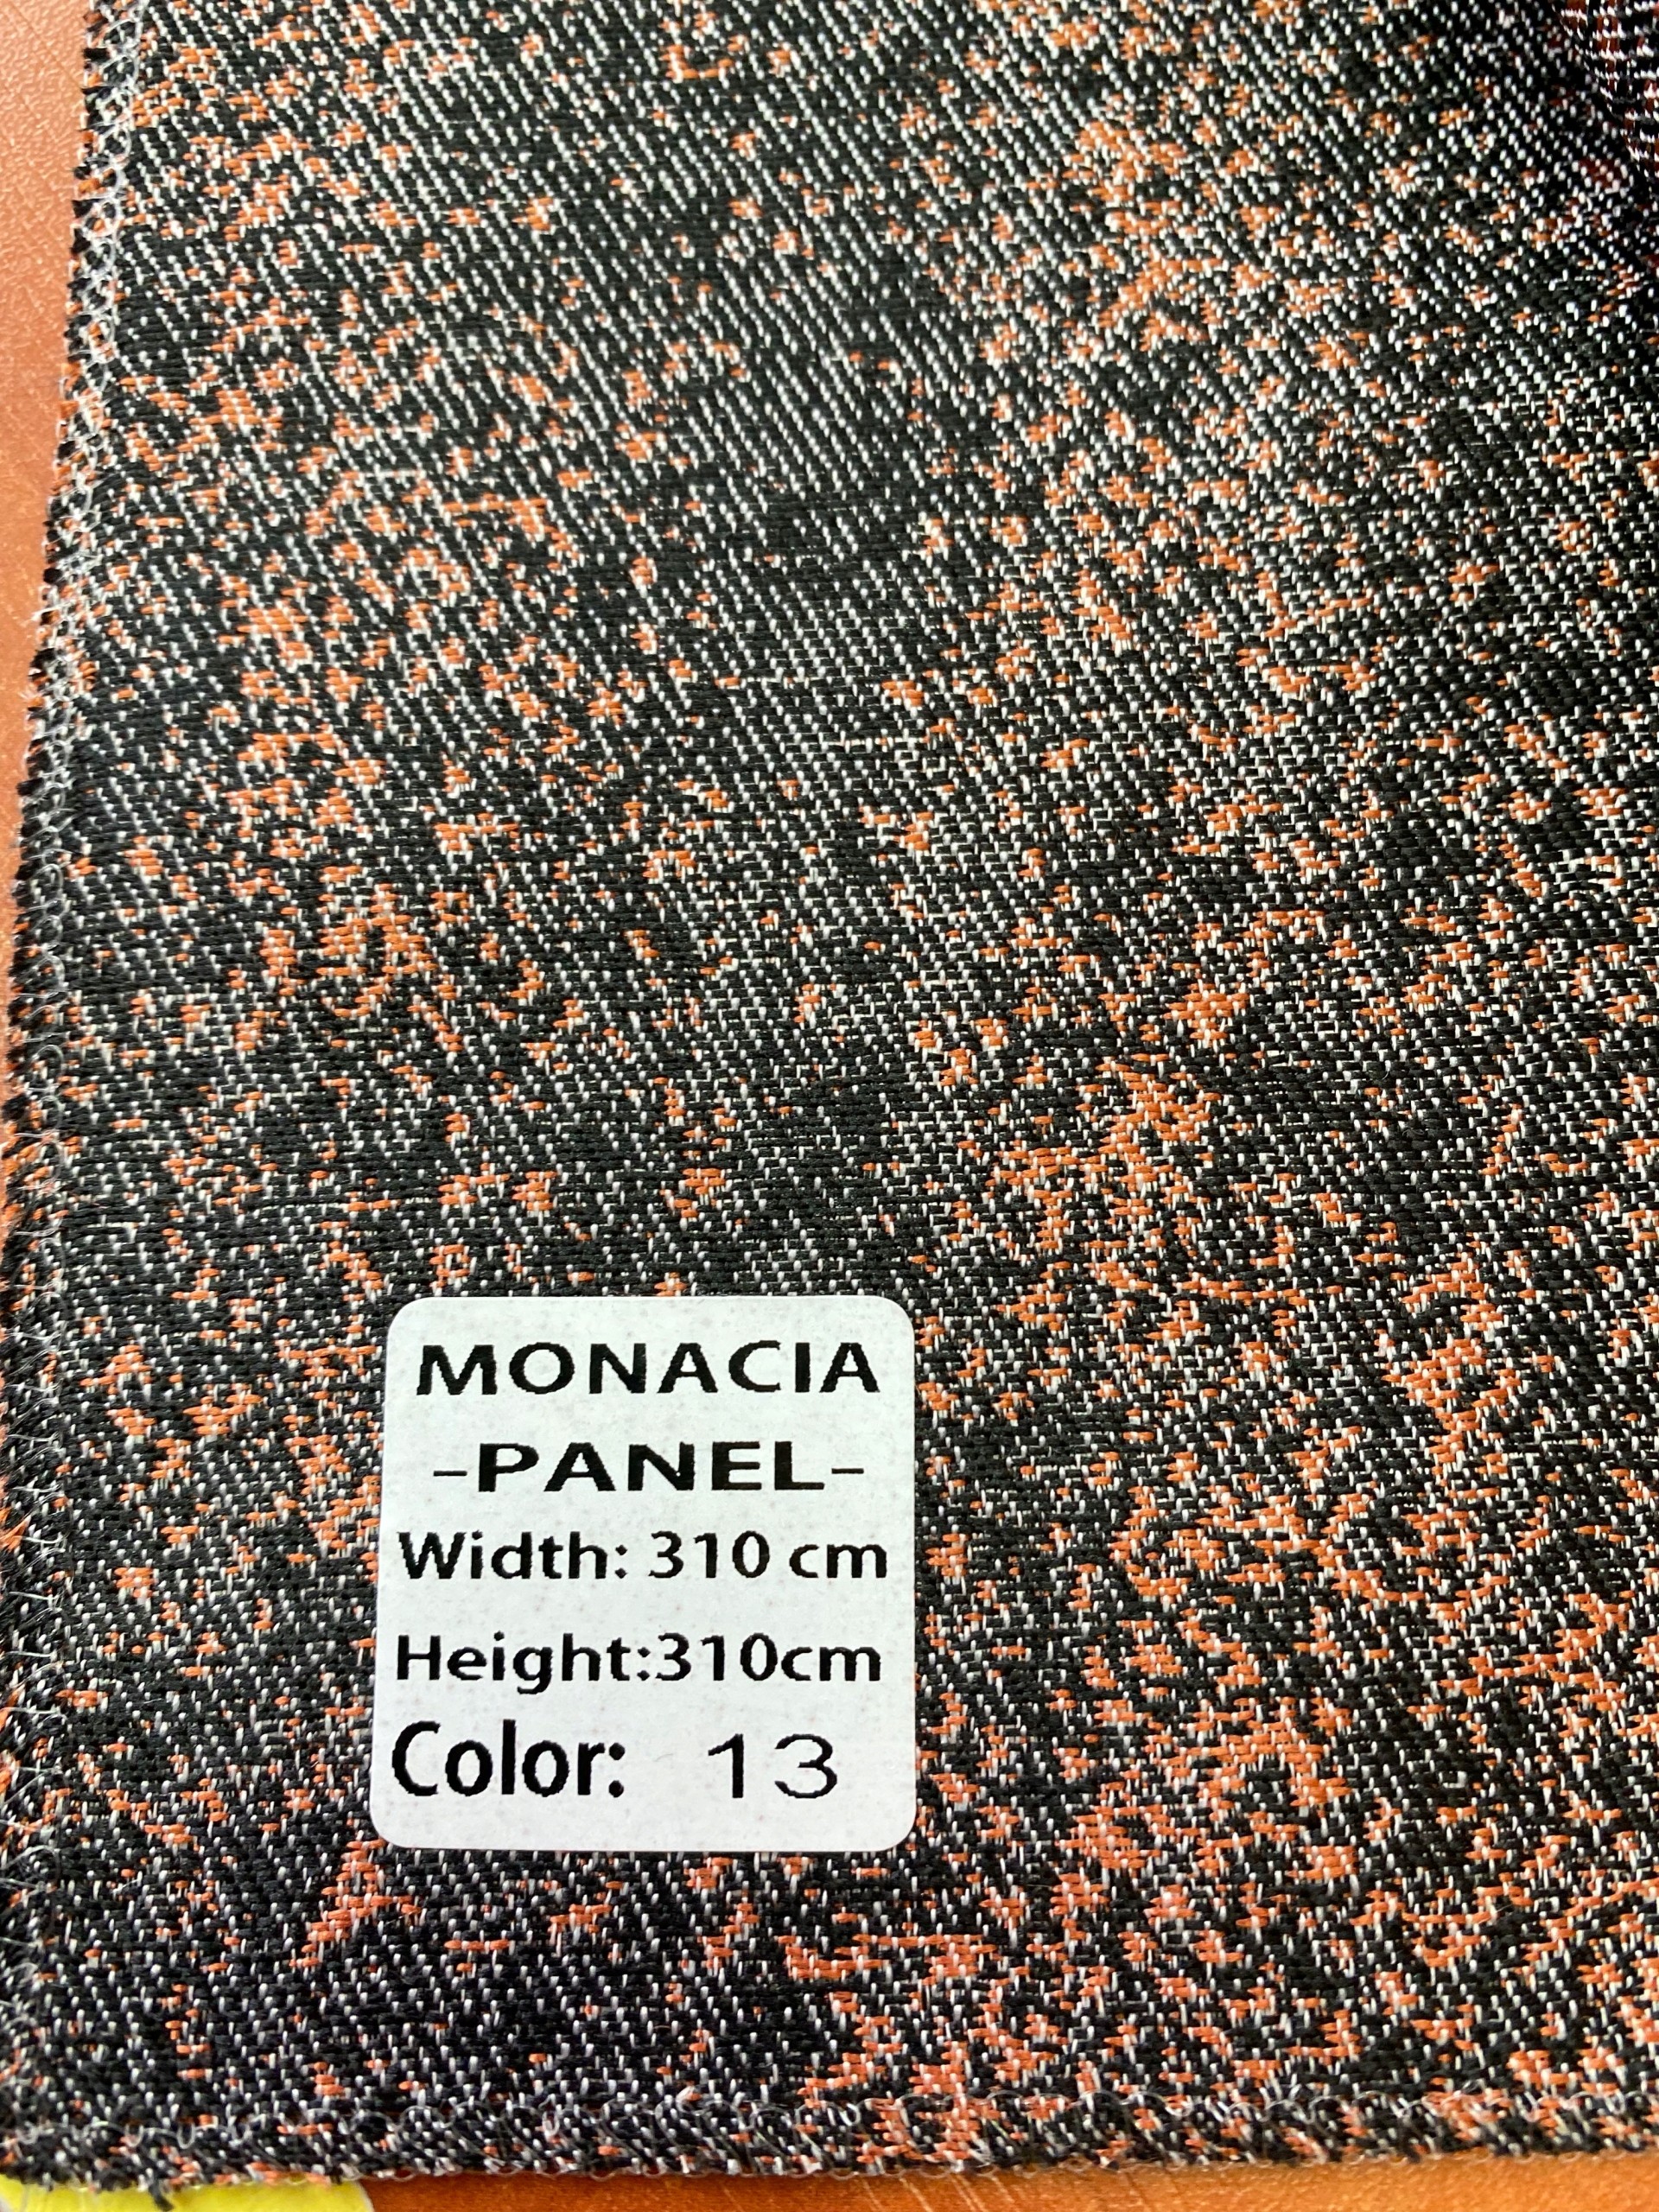 MONACIA
-PANEL-
Width: 310 cm
Height:310cm
Color: 13